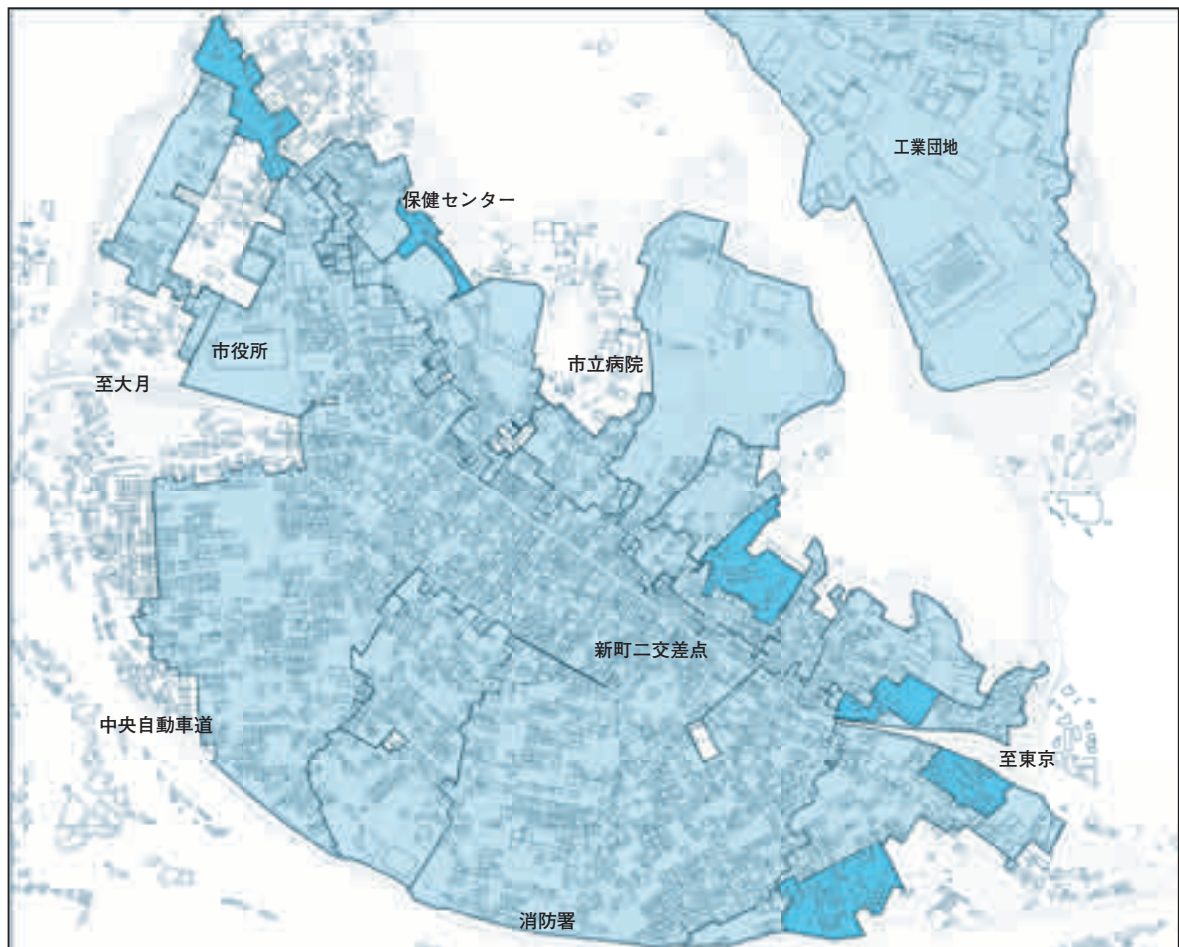 工業団地
保健センター
市役所
市立病院
至大月
新町二交差点
中央自動車道
至東京
消防署